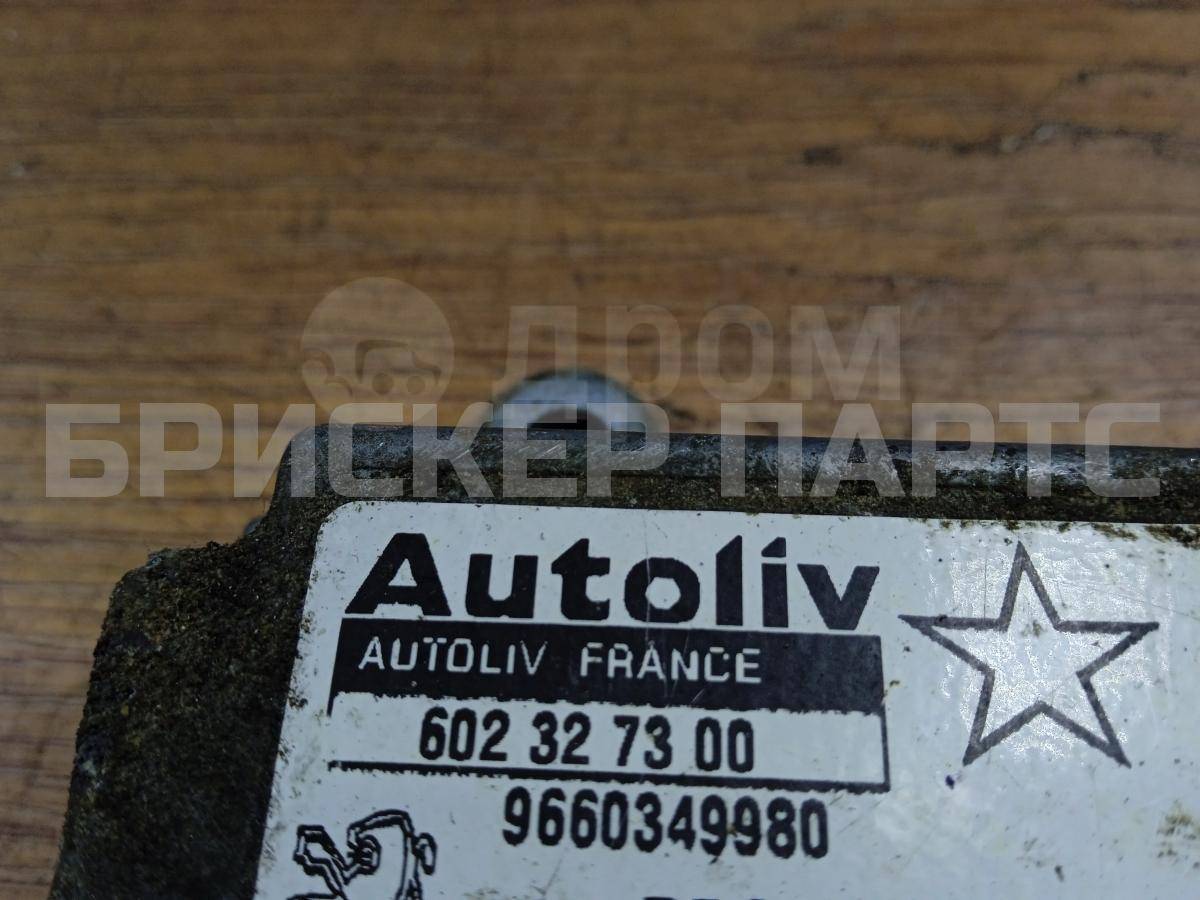 ДРОМ
БРИСКЕР ПАРТС
Autoliv
AUTOLIV FRANCE
602 32 73 00
9660349980